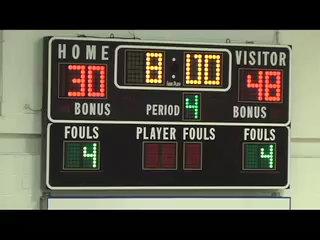 HOME 8:00 VISITOR
30 48
BONUS PERIOD 4 BONUS
FOULS PLAYER FOULS FOULS
4 4